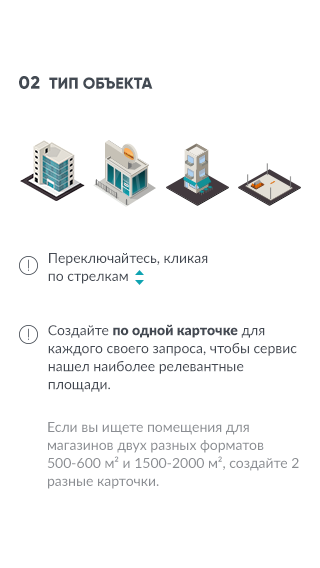 02 ТИП ОБЪЕКТА
Переключайтесь, кликая
по стрелкам
Создайте по одной карточке для
каждого своего запроса, чтобы сервис
нашел наиболее релевантные
площади.
Если вы ищете помещения для
магазинов двух разных форматов
500-600 м² и 1500-2000 м², создайте 2
разные карточки.